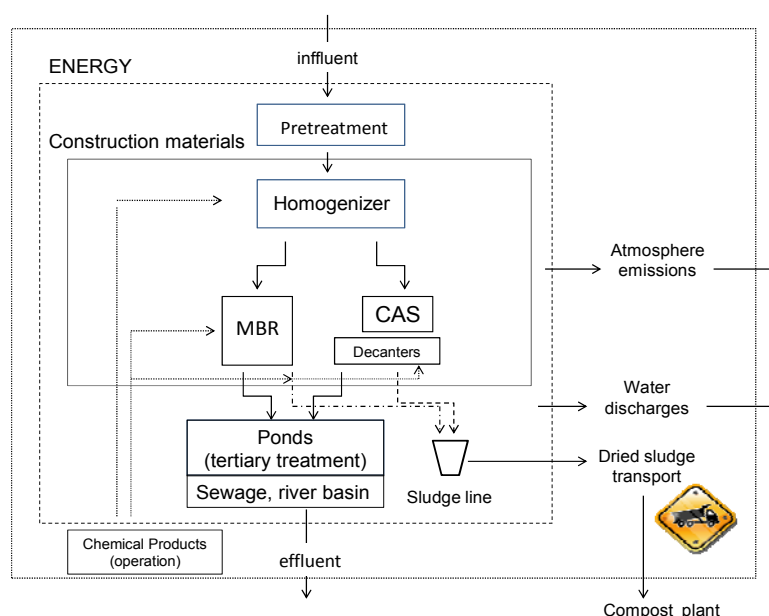 inffluent
ENERGY
Pretreatment
Construction materials
Homogenizer
Atmosphere
emissions
MBR
CAS
Decanters
Water
discharges
Ponds
(tertiary treatment)
Sewage, river basin
Sludge line
Dried sludge
transport
Chemical Products
(operation)
effluent
Compost plant